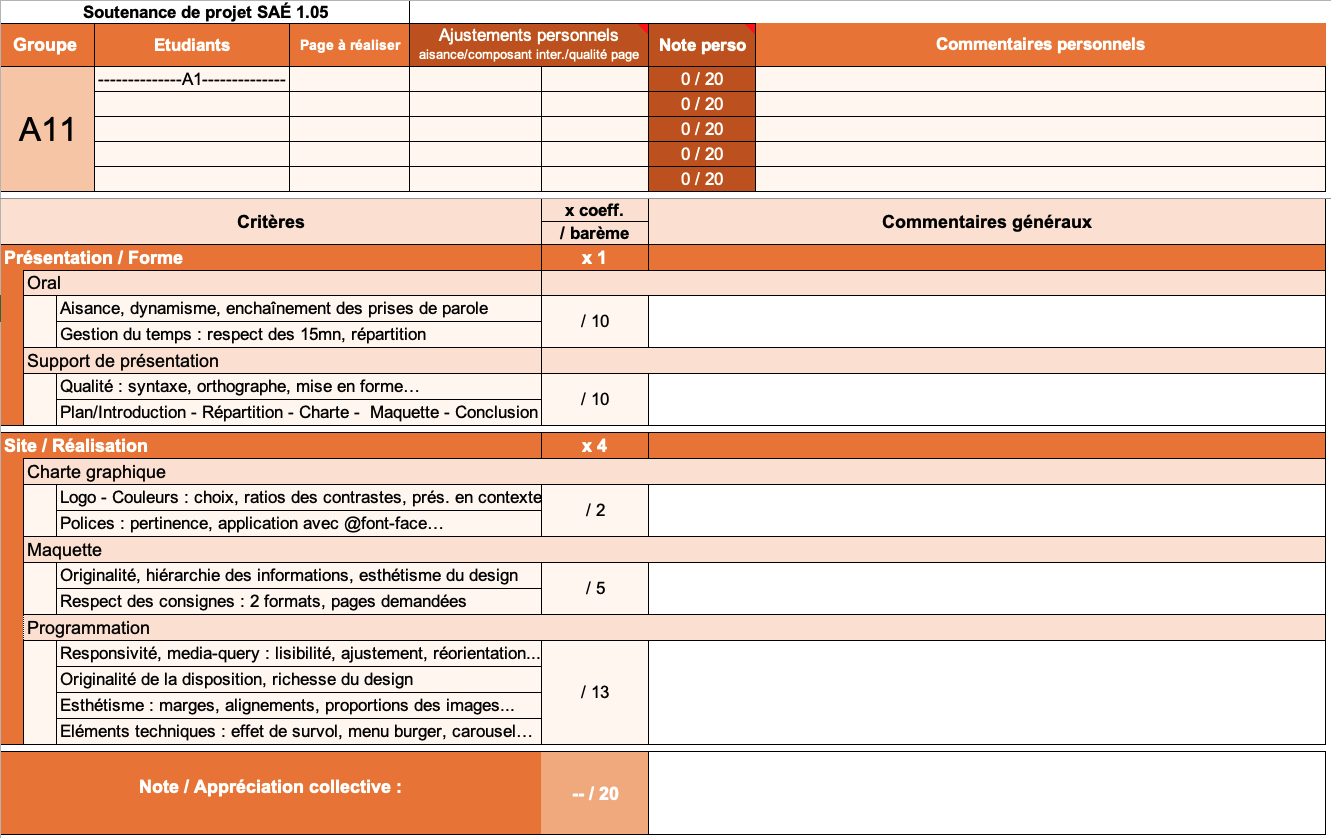 Soutenance de projet SAÉ 1.05
Groupe
Etudiants
Page à réaliser
Ajustements personnels
aisance/composant inter./qualité page
Note perso
Commentaires personnels
A11
--------------A1--------------
0 / 20
0 / 20
0 / 20
0 / 20
0 / 20
Critères
x coeff.
/ barème
Commentaires généraux
Présentation / Forme
x 1
Oral
Aisance, dynamisme, enchaînement des prises de parole
Gestion du temps : respect des 15mn, répartition
/ 10
Support de présentation
Qualité : syntaxe, orthographe, mise en forme…
Plan/Introduction - Répartition - Charte -  Maquette - Conclusion
/ 10
Site / Réalisation
x 4
Charte graphique
Logo - Couleurs : choix, ratios des contrastes, prés. en contexte
Polices : pertinence, application avec @font-face…
/ 2
Maquette
Originalité, hiérarchie des informations, esthétisme du design
Respect des consignes : 2 formats, pages demandées
/ 5
Programmation
Responsivité, media-query : lisibilité, ajustement, réorientation...
Originalité de la disposition, richesse du design
Esthétisme : marges, alignements, proportions des images...
Eléments techniques : effet de survol, menu burger, carousel…
/ 13
Note / Appréciation collective :
-- / 20